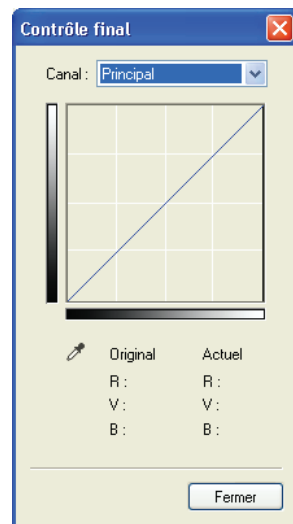 Contrôle final
Canal : Principal
Original Actuel
R : R :
V : V :
B : B :
Fermer